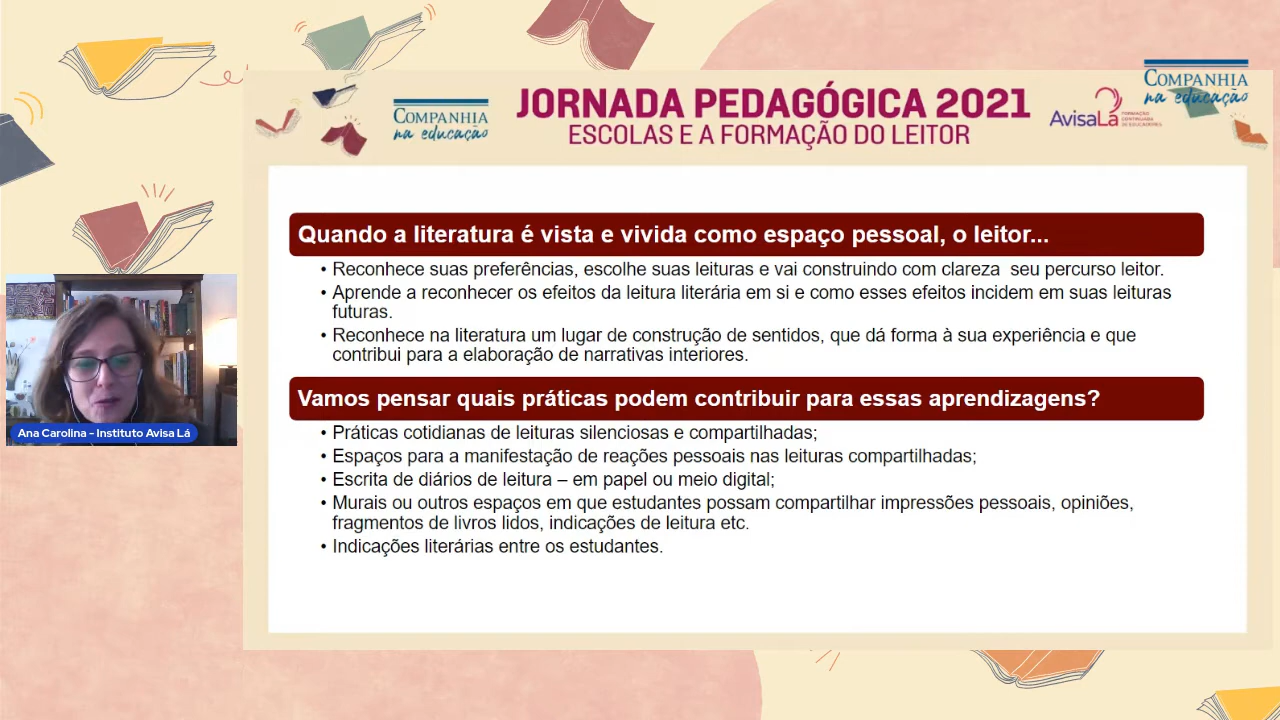 COMPANHIA
na educação
JORNADA PEDAGÓGICA 2021
ESCOLAS E A FORMAÇÃO DO LEITOR
AvisaLá
FORMAÇÃO
CONTINUADA
DE EDUCADORES
COMPANHIA
na educação
Quando a literatura é vista e vivida como espaço pessoal, o leitor...
• Reconhece suas preferências, escolhe suas leituras e vai construindo com clareza seu percurso leitor.
• Aprende a reconhecer os efeitos da leitura literária em si e como esses efeitos incidem em suas leituras
futuras.
• Reconhece na literatura um lugar de construção de sentidos, que dá forma à sua experiência e que
contribui para a elaboração de narrativas interiores.
Vamos pensar quais práticas podem contribuir para essas aprendizagens?
• Práticas cotidianas de leituras silenciosas e compartilhadas;
• Espaços para a manifestação de reações pessoais nas leituras compartilhadas;
• Escrita de diários de leitura – em papel ou meio digital;
• Murais ou outros espaços em que estudantes possam compartilhar impressões pessoais, opiniões,
fragmentos de livros lidos, indicações de leitura etc.
• Indicações literárias entre os estudantes.
Ana Carolina - Instituto Avisa Lá